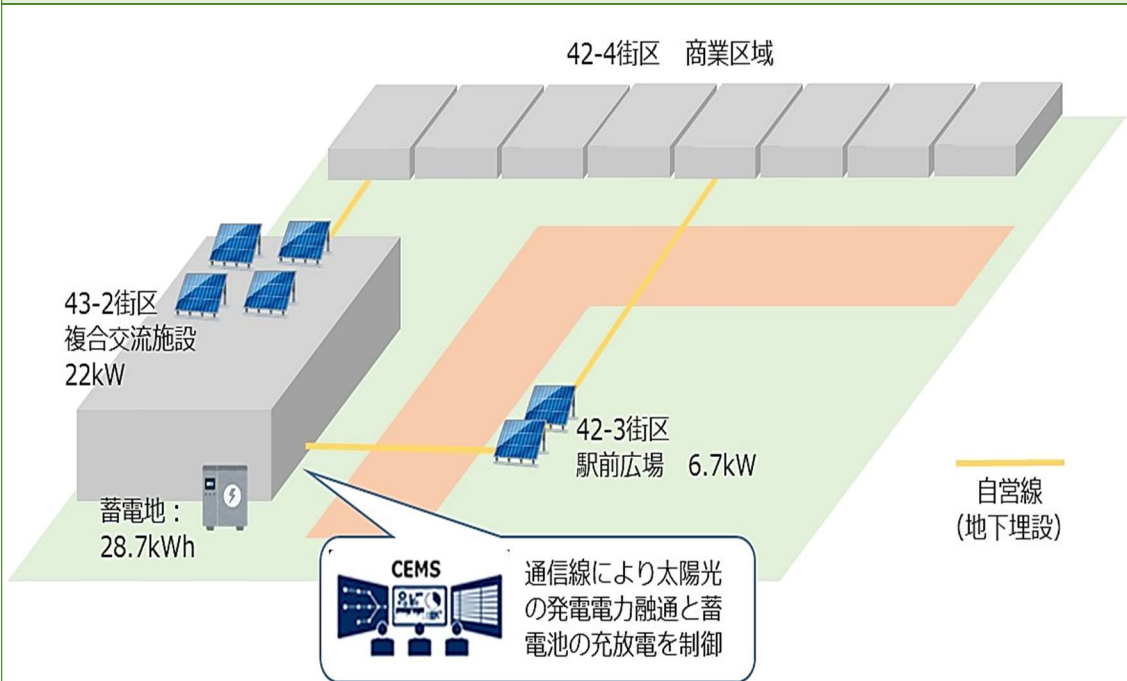 42-4街区　商業区域
43-2街区
複合交流施設
22kW
42-3街区
駅前広場　6.7kW
自営線
(地下埋設)
蓄電地：
28.7kWh
CEMS
通信線により太陽光
の発電電力融通と蓄
電池の充放電を制御